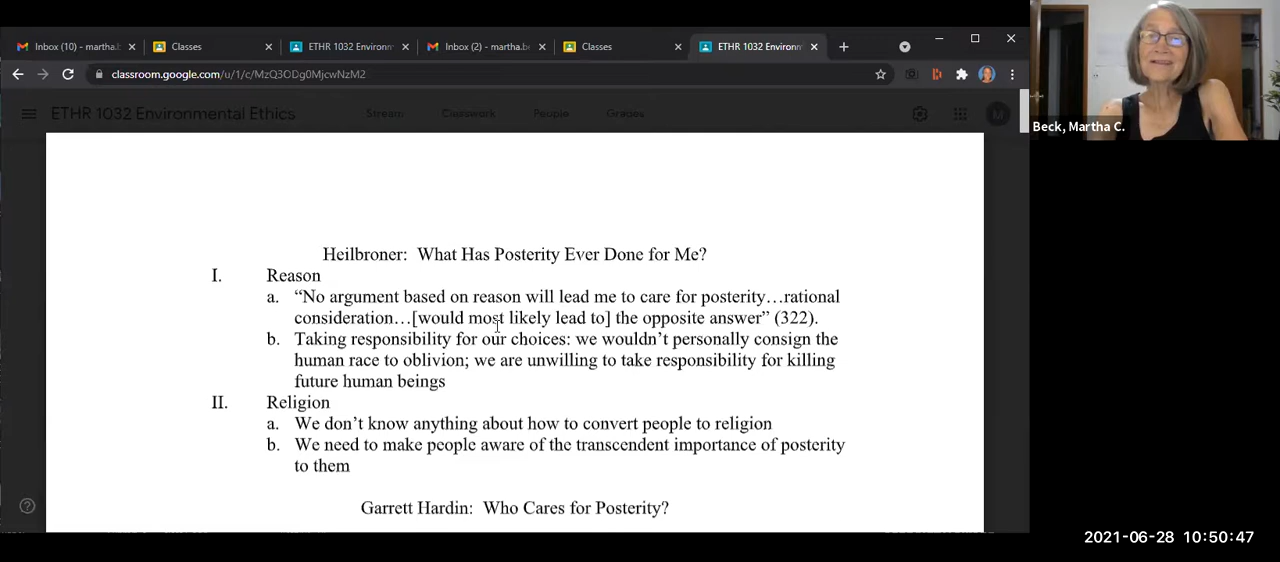 Inbox (10) - martha.b
Classes
ETHR 1032 Environm
Inbox (2) - martha.be
Classes
ETHR 1032 Environm
classroom.google.com/u/1/c/MzQ3ODg0MjcwNzM2
ETHR 1032 Environmental Ethics
Stream
Classwork
People
Grades
M
Beck, Martha C.
Heilbroner: What Has Posterity Ever Done for Me?
I. Reason
a. “No argument based on reason will lead me to care for posterity…rational
consideration…[would most likely lead to] the opposite answer” (322).
b. Taking responsibility for our choices: we wouldn’t personally consign the
human race to oblivion; we are unwilling to take responsibility for killing
future human beings
II. Religion
a. We don’t know anything about how to convert people to religion
b. We need to make people aware of the transcendent importance of posterity
to them
Garrett Hardin: Who Cares for Posterity?
2021-06-28 10:50:47